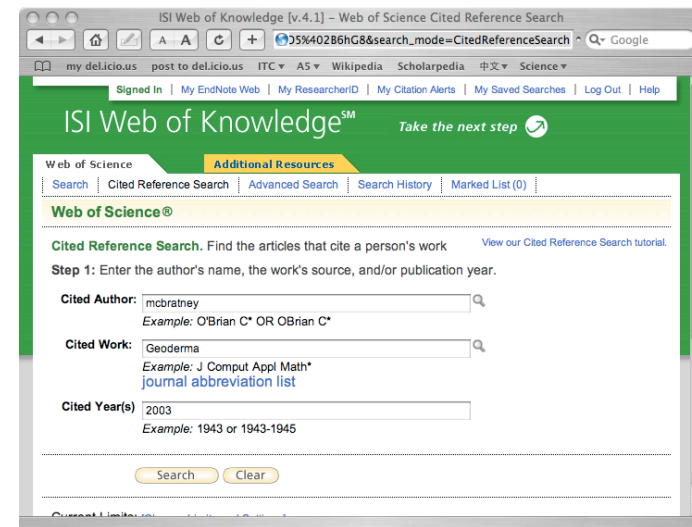 ISI Web of Knowledge [v.4.1] – Web of Science Cited Reference Search
A A 05%402B6hG8&search_mode=CitedReferenceSearch Google
my del.icio.us post to del.icio.us ITC AS Wikipedia Scholarpedia 中文 Science
Signed In | My EndNote Web | My ResearcherID | My Citation Alerts | My Saved Searches | Log Out | Help
ISI Web of Knowledge℠ Take the next step
Web of Science Additional Resources
Search Cited Reference Search Advanced Search Search History Marked List (0)
Web of Science®
Cited Reference Search. Find the articles that cite a person's work View our Cited Reference Search tutorial.
Step 1: Enter the author's name, the work's source, and/or publication year.
Cited Author: mcbratney
Example: O'Brian C* OR OBrian C*
Cited Work: Geoderma
Example: J Comput Appl Math*
journal abbreviation list
Cited Year(s) 2003
Example: 1943 or 1943-1945
Search Clear
Current Limits: